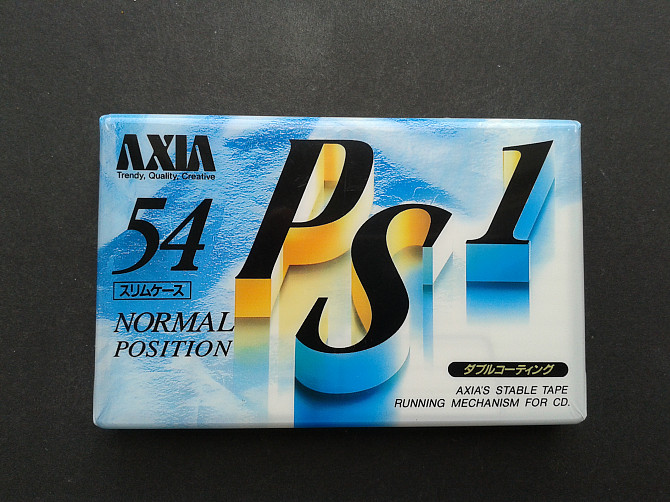 AXIA
Trendy, Quality, Creative
54
スリムケース
NORMAL
POSITION
PS1
ダブルコーティング
AXIA'S STABLE TAPE
RUNNING MECHANISM FOR CD.